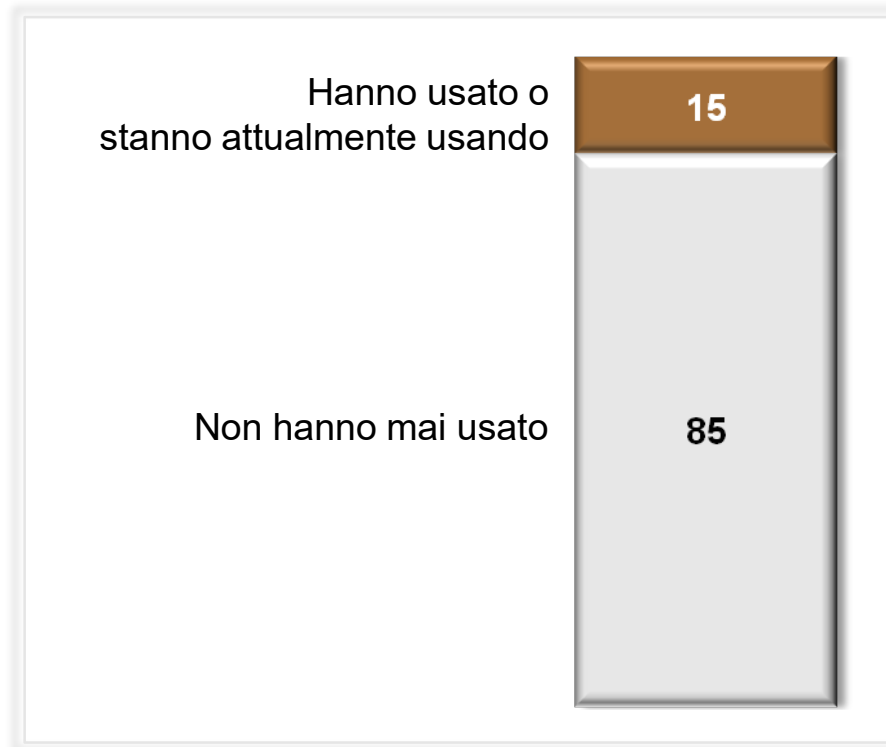 Hanno usato o
stanno attualmente usando
15
Non hanno mai usato
85